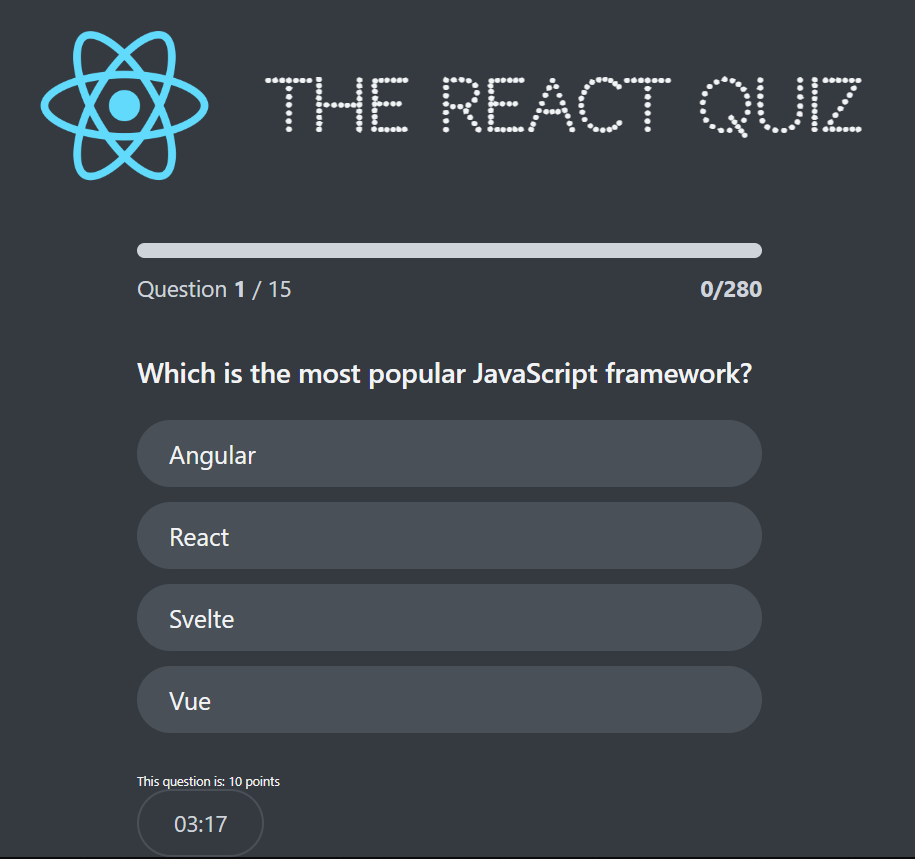 THE REACT QUIZ
Question 1 / 15
0/280
Which is the most popular JavaScript framework?
Angular
React
Svelte
Vue
This question is: 10 points
03:17